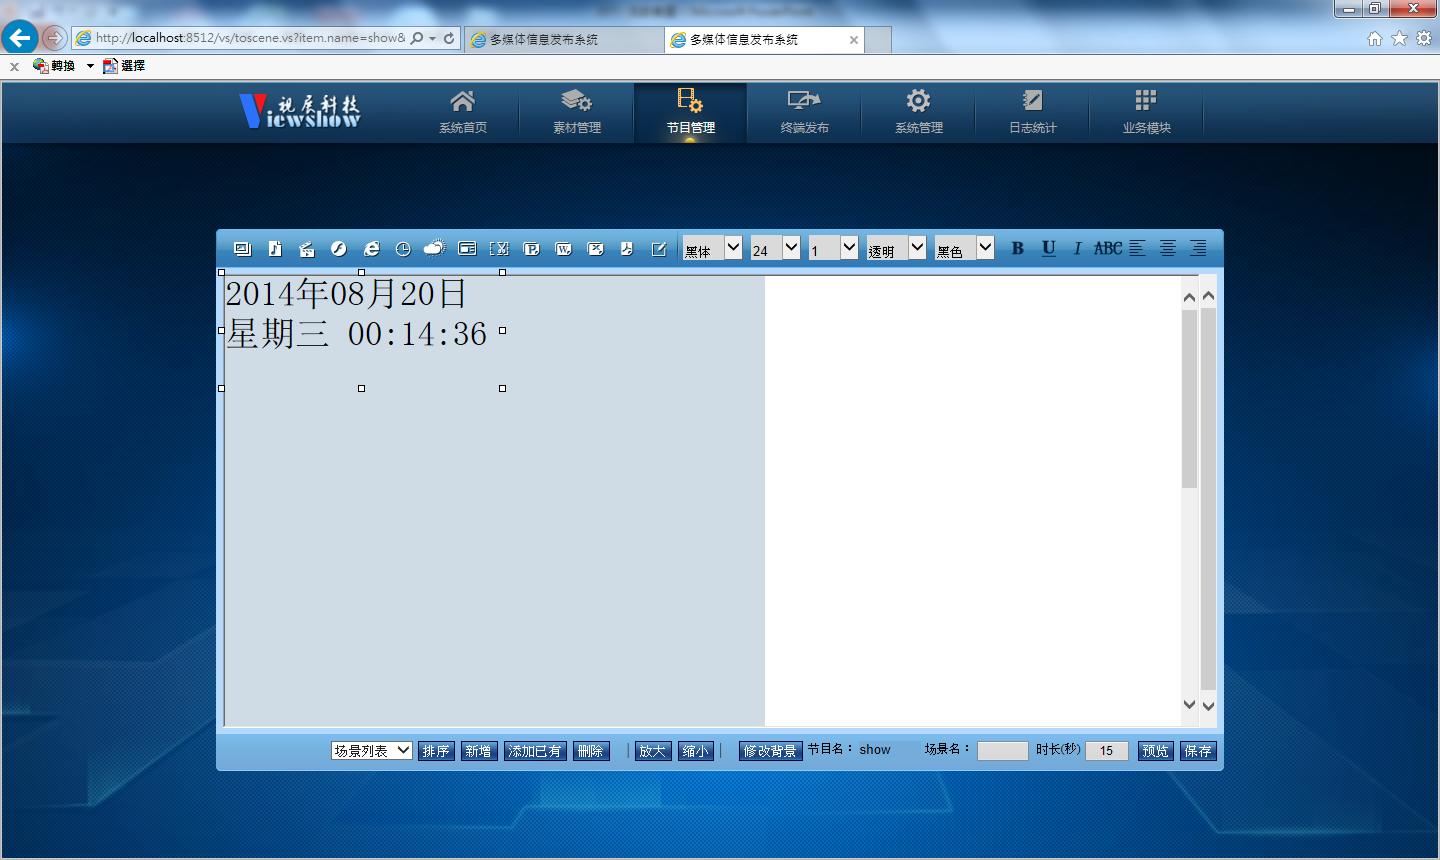 http://localhost:8512/vs/toscene.vs?item.name=show&
多媒体信息发布系统
多媒体信息发布系统
轉換
選擇
视展科技
Viewshow
系统首页
素材管理
节目管理
终端发布
系统管理
日志统计
业务模块
黑体
24
1
透明
黑色
B
U
I
ABC
2014年08月20日
星期三 00:14:36
场景列表
排序
新增
添加已有
删除
放大
缩小
修改背景
节目名：
show
场景名：
时长(秒)
15
预览
保存